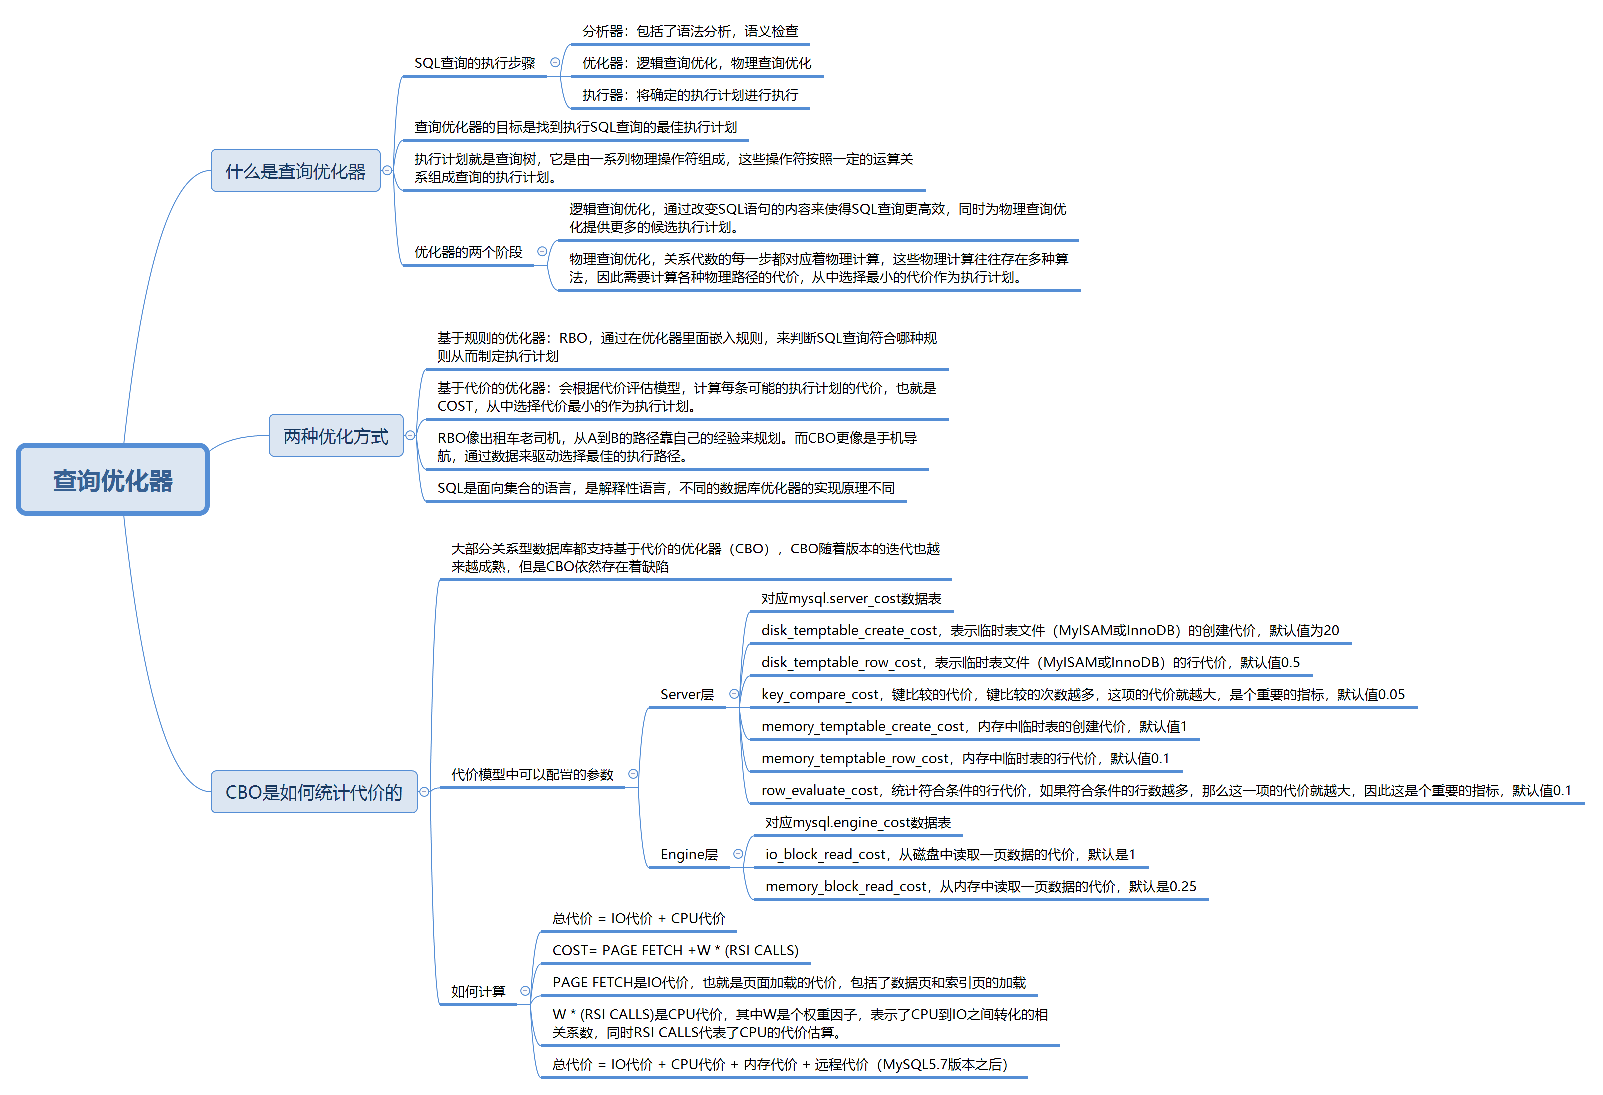 查询优化器
什么是查询优化器
SQL查询的执行步骤
分析器：包括了语法分析，语义检查
优化器：逻辑查询优化，物理查询优化
执行器：将确定的执行计划进行执行
查询优化器的目标是找到执行SQL查询的最佳执行计划
执行计划就是查询树，它是由一系列物理操作符组成，这些操作符按照一定的运算关
系组成查询的执行计划。
优化器的两个阶段
逻辑查询优化，通过改变SQL语句的内容来使得SQL查询更高效，同时为物理查询优
化提供更多的候选执行计划。
物理查询优化，关系代数的每一步都对应着物理计算，这些物理计算往往存在多种算
法，因此需要计算各种物理路径的代价，从中选择最小的代价作为执行计划。
两种优化方式
基于规则的优化器：RBO，通过在优化器里面嵌入规则，来判断SQL查询符合哪种规
则从而制定执行计划
基于代价的优化器：会根据代价评估模型，计算每条可能的执行计划的代价，也就是
COST，从中选择代价最小的作为执行计划。
RBO像出租车老司机，从A到B的路径靠自己的经验来规划。而CBO更像是手机导
航，通过数据来驱动选择最佳的执行路径。
SQL是面向集合的语言，是解释性语言，不同的数据库优化器的实现原理不同
CBO是如何统计代价的
大部分关系型数据库都支持基于代价的优化器（CBO），CBO随着版本的迭代也越
来越成熟，但是CBO依然存在着缺陷
代价模型中可以配置的参数
Server层
对应mysql.server_cost数据表
disk_temptable_create_cost，表示临时表文件（MyISAM或InnoDB）的创建代价，默认值为20
disk_temptable_row_cost，表示临时表文件（MyISAM或InnoDB）的行代价，默认值0.5
key_compare_cost，键比较的代价，键比较的次数越多，这项的代价就越大，是个重要的指标，默认值0.05
memory_temptable_create_cost，内存中临时表的创建代价，默认值1
memory_temptable_row_cost，内存中临时表的行代价，默认值0.1
row_evaluate_cost，统计符合条件的行代价，如果符合条件的行数越多，那么这一项的代价就越大，因此这是个重要的指标，默认值0.1
Engine层
对应mysql.engine_cost数据表
io_block_read_cost，从磁盘中读取一页数据的代价，默认是1
memory_block_read_cost，从内存中读取一页数据的代价，默认是0.25
如何计算
总代价 = IO代价 + CPU代价
COST= PAGE FETCH +W * (RSI CALLS)
PAGE FETCH是IO代价，也就是页面加载的代价，包括了数据页和索引页的加载
W * (RSI CALLS)是CPU代价，其中W是个权重因子，表示了CPU到IO之间转化的相
关系数，同时RSI CALLS代表了CPU的代价估算。
总代价 = IO代价 + CPU代价 + 内存代价 + 远程代价（MySQL5.7版本之后）